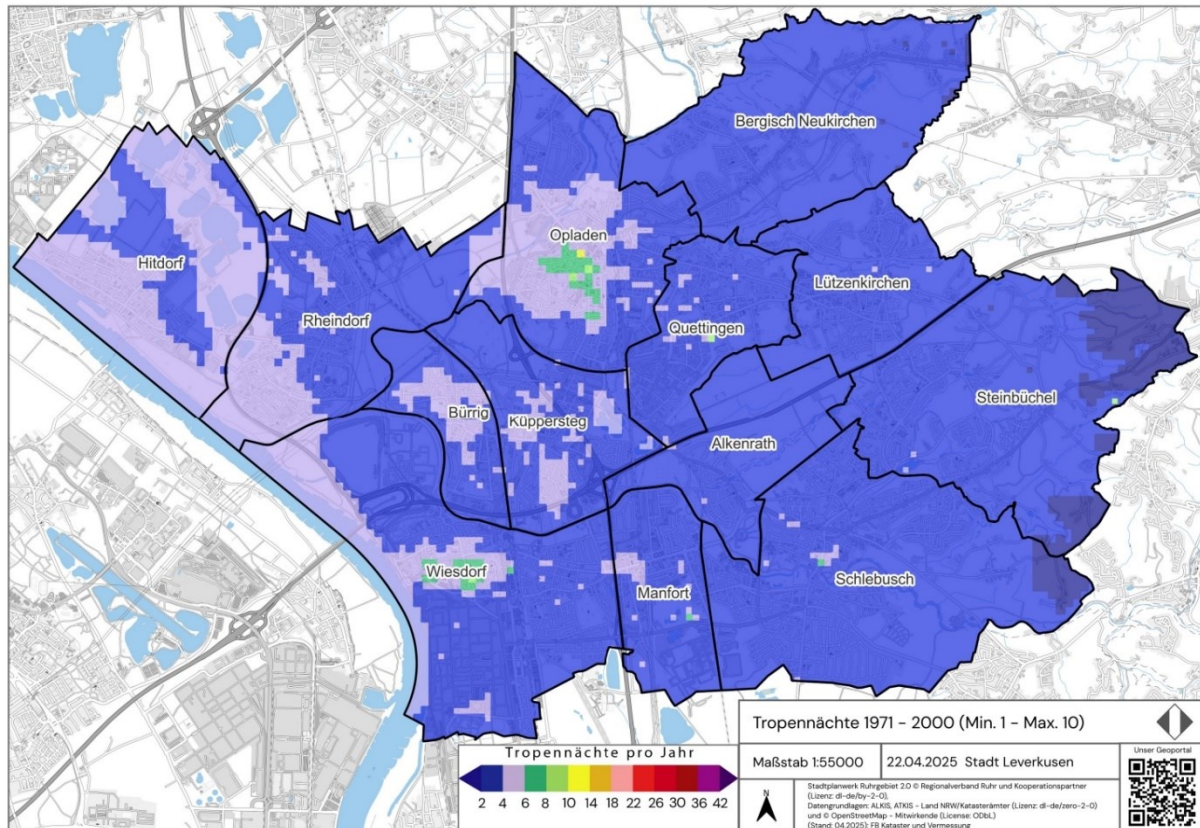 Bergisch Neukirchen
Opladen
Hitdorf
Lützenkirchen
Rheindorf
Quettingen
Steinbüchel
Bürrig
Küppersteg
Alkenrath
Wiesdorf
Schlebusch
Manfort
Tropennächte 1971 - 2000 (Min. 1 - Max. 10)
Tropennächte pro Jahr
2 4 6 8 10 14 18 22 26 30 36 42
Maßstab 1:55000
22.04.2025 Stadt Leverkusen
Unser Geoportal
N
Stadtplanwerk Ruhrgebiet 2.0 © Regionalverband Ruhr und Kooperationspartner
(Lizenz: dl-de/by-2-0),
Datengrundlagen: ALKIS, ATKIS - Land NRW/Katasterämter (Lizenz: dl-de/zero-2-0)
und © OpenStreetMap - Mitwirkende (License: ODbL)
(Stand: 04.2025); FB Kataster und Vermessung